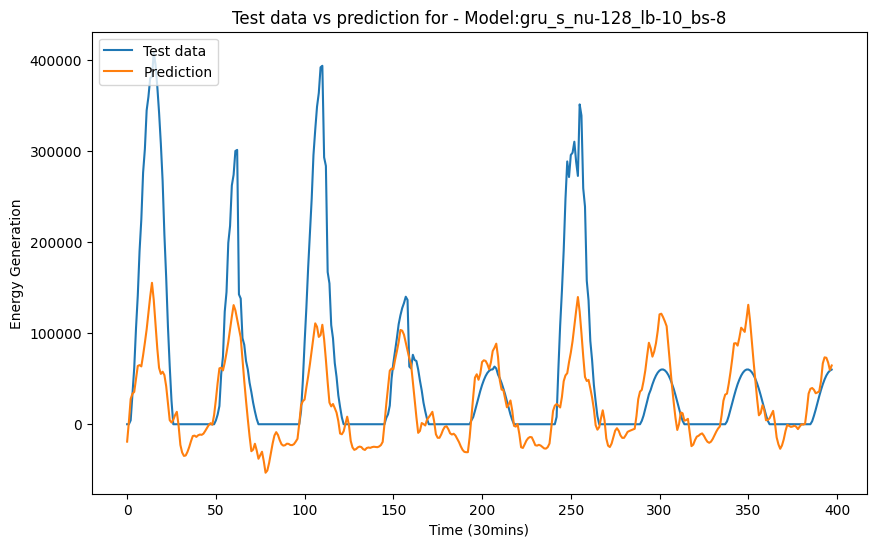 Test data vs prediction for - Model:gru_s_nu-128_lb-10_bs-8
Test data
Prediction
400000
300000
200000
100000
0
Energy Generation
0 50 100 150 200 250 300 350 400
Time (30mins)